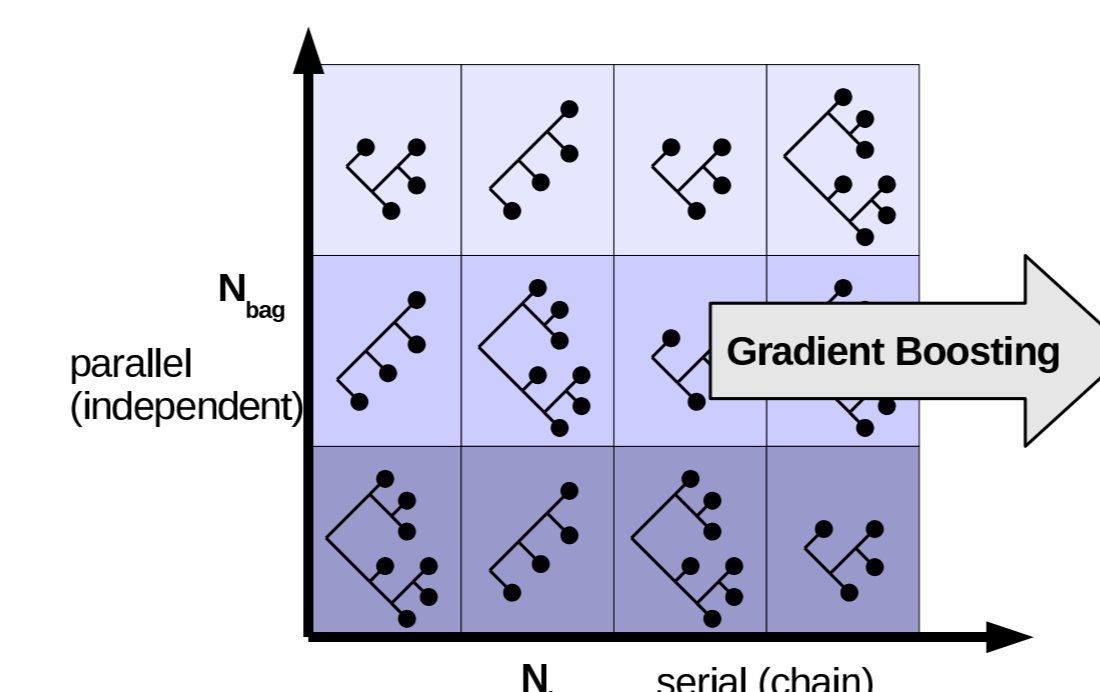 N bag
parallel
(independent)
Gradient Boosting
N
serial (chain)